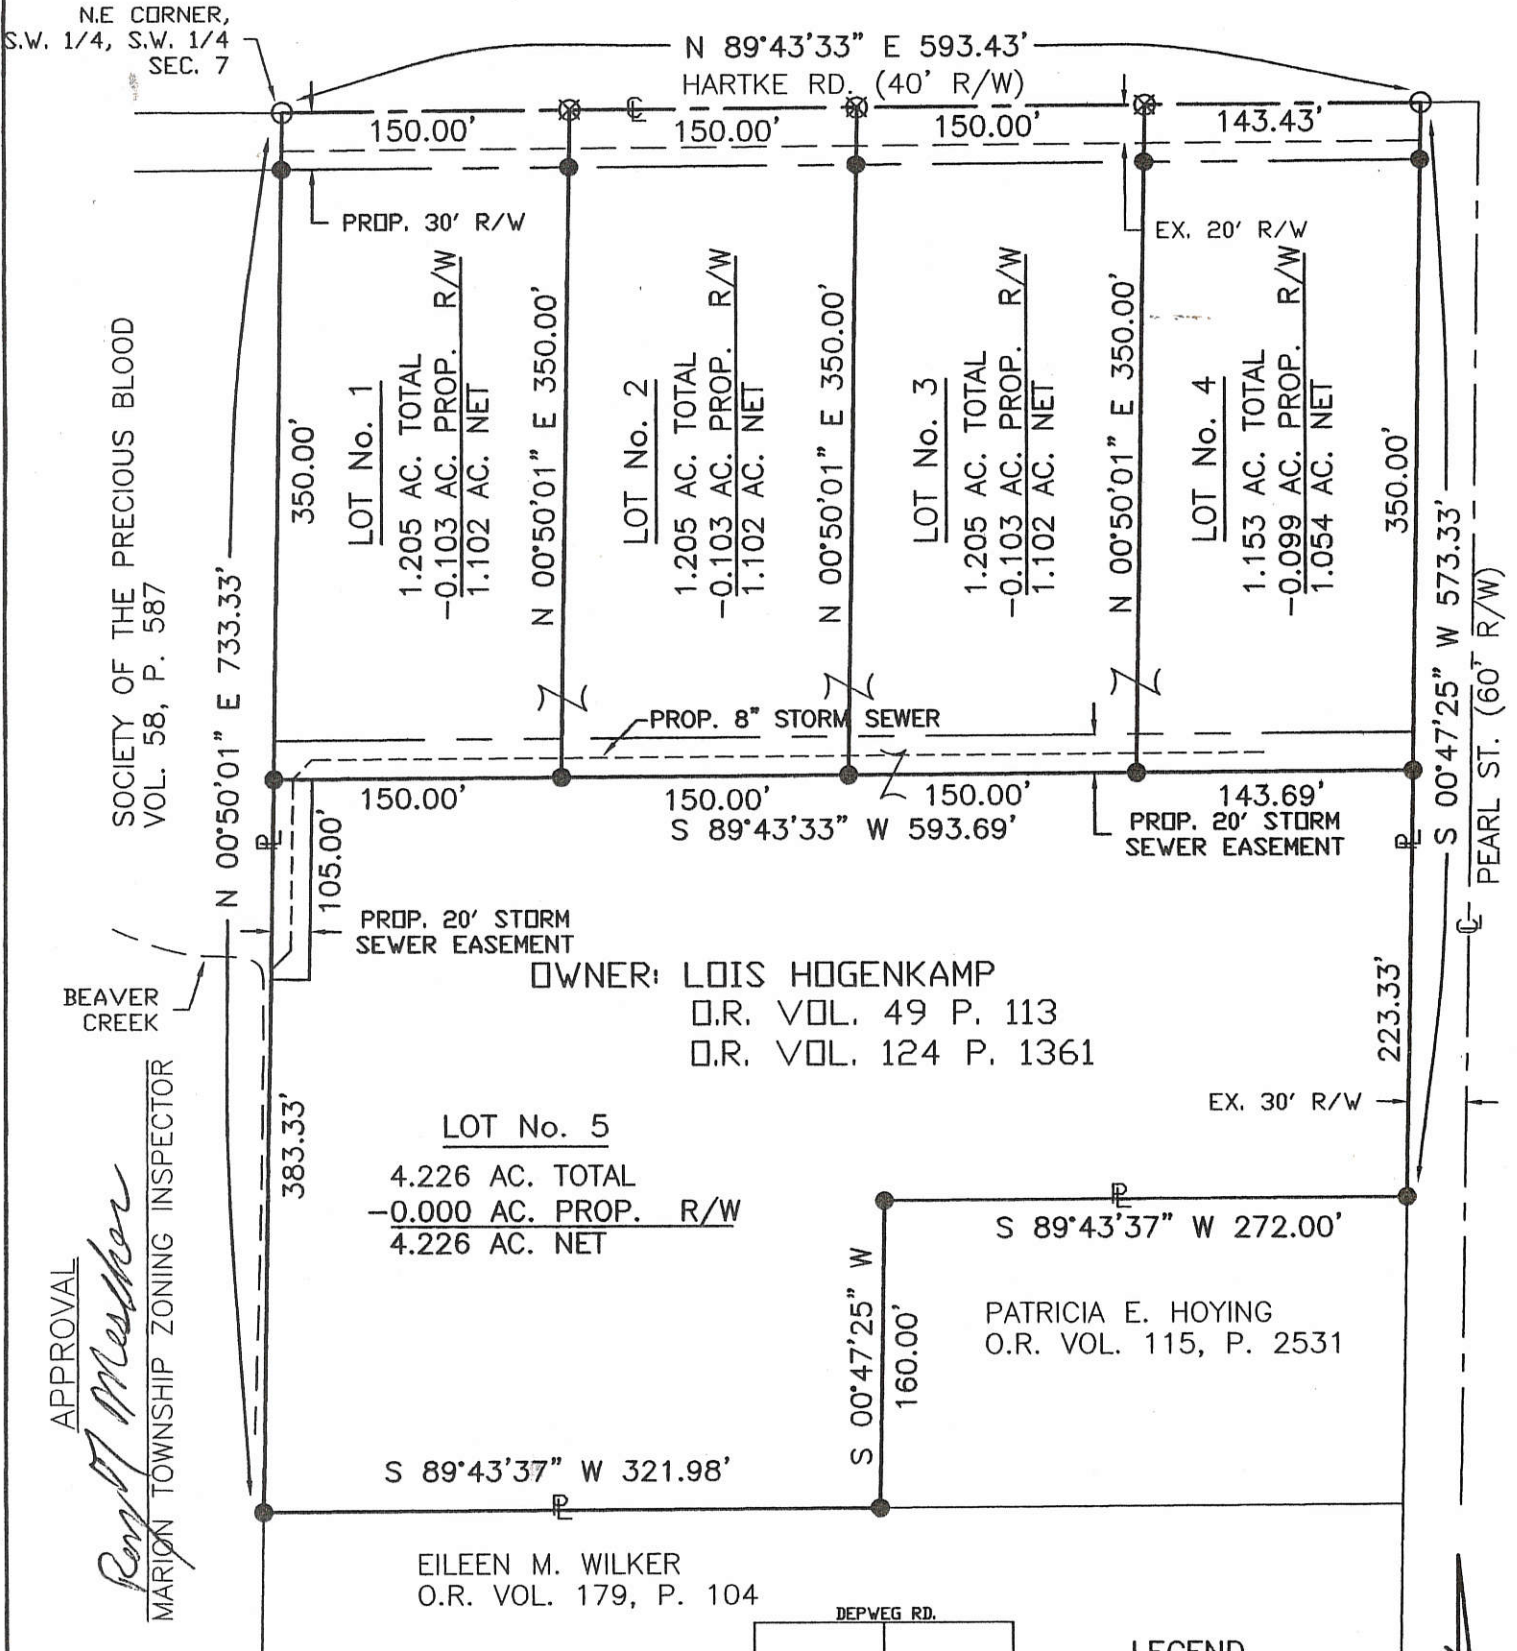 N.E CORNER,
S.W. 1/4, S.W. 1/4
SEC. 7
N 89°43'33" E 593.43'
HARTKE RD. (40' R/W)
150.00'
150.00'
150.00'
143.43'
PROP. 30' R/W
EX. 20' R/W
SOCIETY OF THE PRECIOUS BLOOD
VOL. 58, P. 587
N 00°50'01" E 733.33'
350.00'
LOT No. 1
1.205 AC. TOTAL
-0.103 AC. PROP. R/W
1.102 AC. NET
N 00°50'01" E 350.00'
LOT No. 2
1.205 AC. TOTAL
-0.103 AC. PROP. R/W
1.102 AC. NET
N 00°50'01" E 350.00'
LOT No. 3
1.205 AC. TOTAL
-0.103 AC. PROP. R/W
1.102 AC. NET
N 00°50'01" E 350.00'
LOT No. 4
1.153 AC. TOTAL
-0.099 AC. PROP. R/W
1.054 AC. NET
350.00'
S 00°47'25" W 573.33'
PEARL ST. (60' R/W)
PROP. 8" STORM SEWER
150.00'
150.00'
150.00'
143.69'
S 89°43'33" W 593.69'
PROP. 20' STORM
SEWER EASEMENT
105.00'
PROP. 20' STORM
SEWER EASEMENT
BEAVER
CREEK
OWNER: LOIS HOGENKAMP
O.R. VOL. 49 P. 113
O.R. VOL. 124 P. 1361
223.33'
EX. 30' R/W
383.33'
LOT No. 5
4.226 AC. TOTAL
-0.000 AC. PROP. R/W
4.226 AC. NET
S 89°43'37" W 272.00'
S 00°47'25" W
160.00'
PATRICIA E. HOYING
O.R. VOL. 115, P. 2531
APPROVAL
MARION TOWNSHIP ZONING INSPECTOR
S 89°43'37" W 321.98'
EILEEN M. WILKER
O.R. VOL. 179, P. 104
DEPWEG RD.
LEGEND